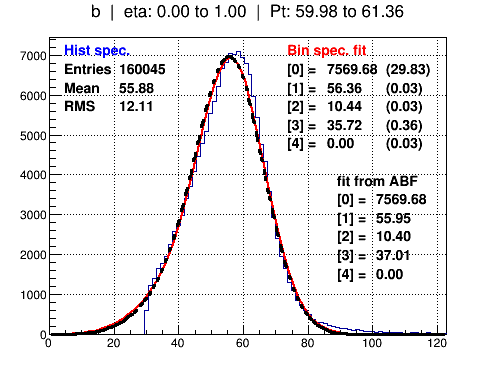 b | eta: 0.00 to 1.00 | Pt: 59.98 to 61.36
Hist spec.
Entries 160045
Mean 55.88
RMS 12.11
Bin spec. fit
[0] = 7569.68 (29.83)
[1] = 56.36 (0.03)
[2] = 10.44 (0.03)
[3] = 35.72 (0.36)
[4] = 0.00 (0.03)
fit from ABF
[0] = 7569.68
[1] = 55.95
[2] = 10.40
[3] = 37.01
[4] = 0.00
7000
6000
5000
4000
3000
2000
1000
0
0 20 40 60 80 100 120